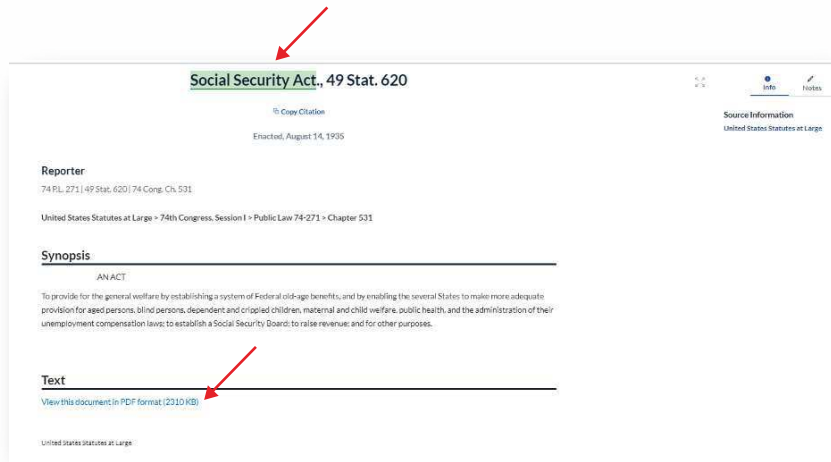 Social Security Act., 49 Stat. 620
Info
Notes
Copy Citation
Source Information
United States Statutes at Large
Enacted, August 14, 1935
Reporter
74 P.L. 271 | 49 Stat. 620 | 74 Cong. Ch. 531
United States Statutes at Large > 74th Congress, Session I > Public Law 74-271 > Chapter 531
Synopsis
AN ACT
To provide for the general welfare by establishing a system of Federal old-age benefits, and by enabling the several States to make more adequate
provision for aged persons, blind persons, dependent and crippled children, maternal and child welfare, public health, and the administration of their
unemployment compensation laws; to establish a Social Security Board; to raise revenue; and for other purposes.
Text
View this document in PDF format (2310 KB)
United States Statutes at Large